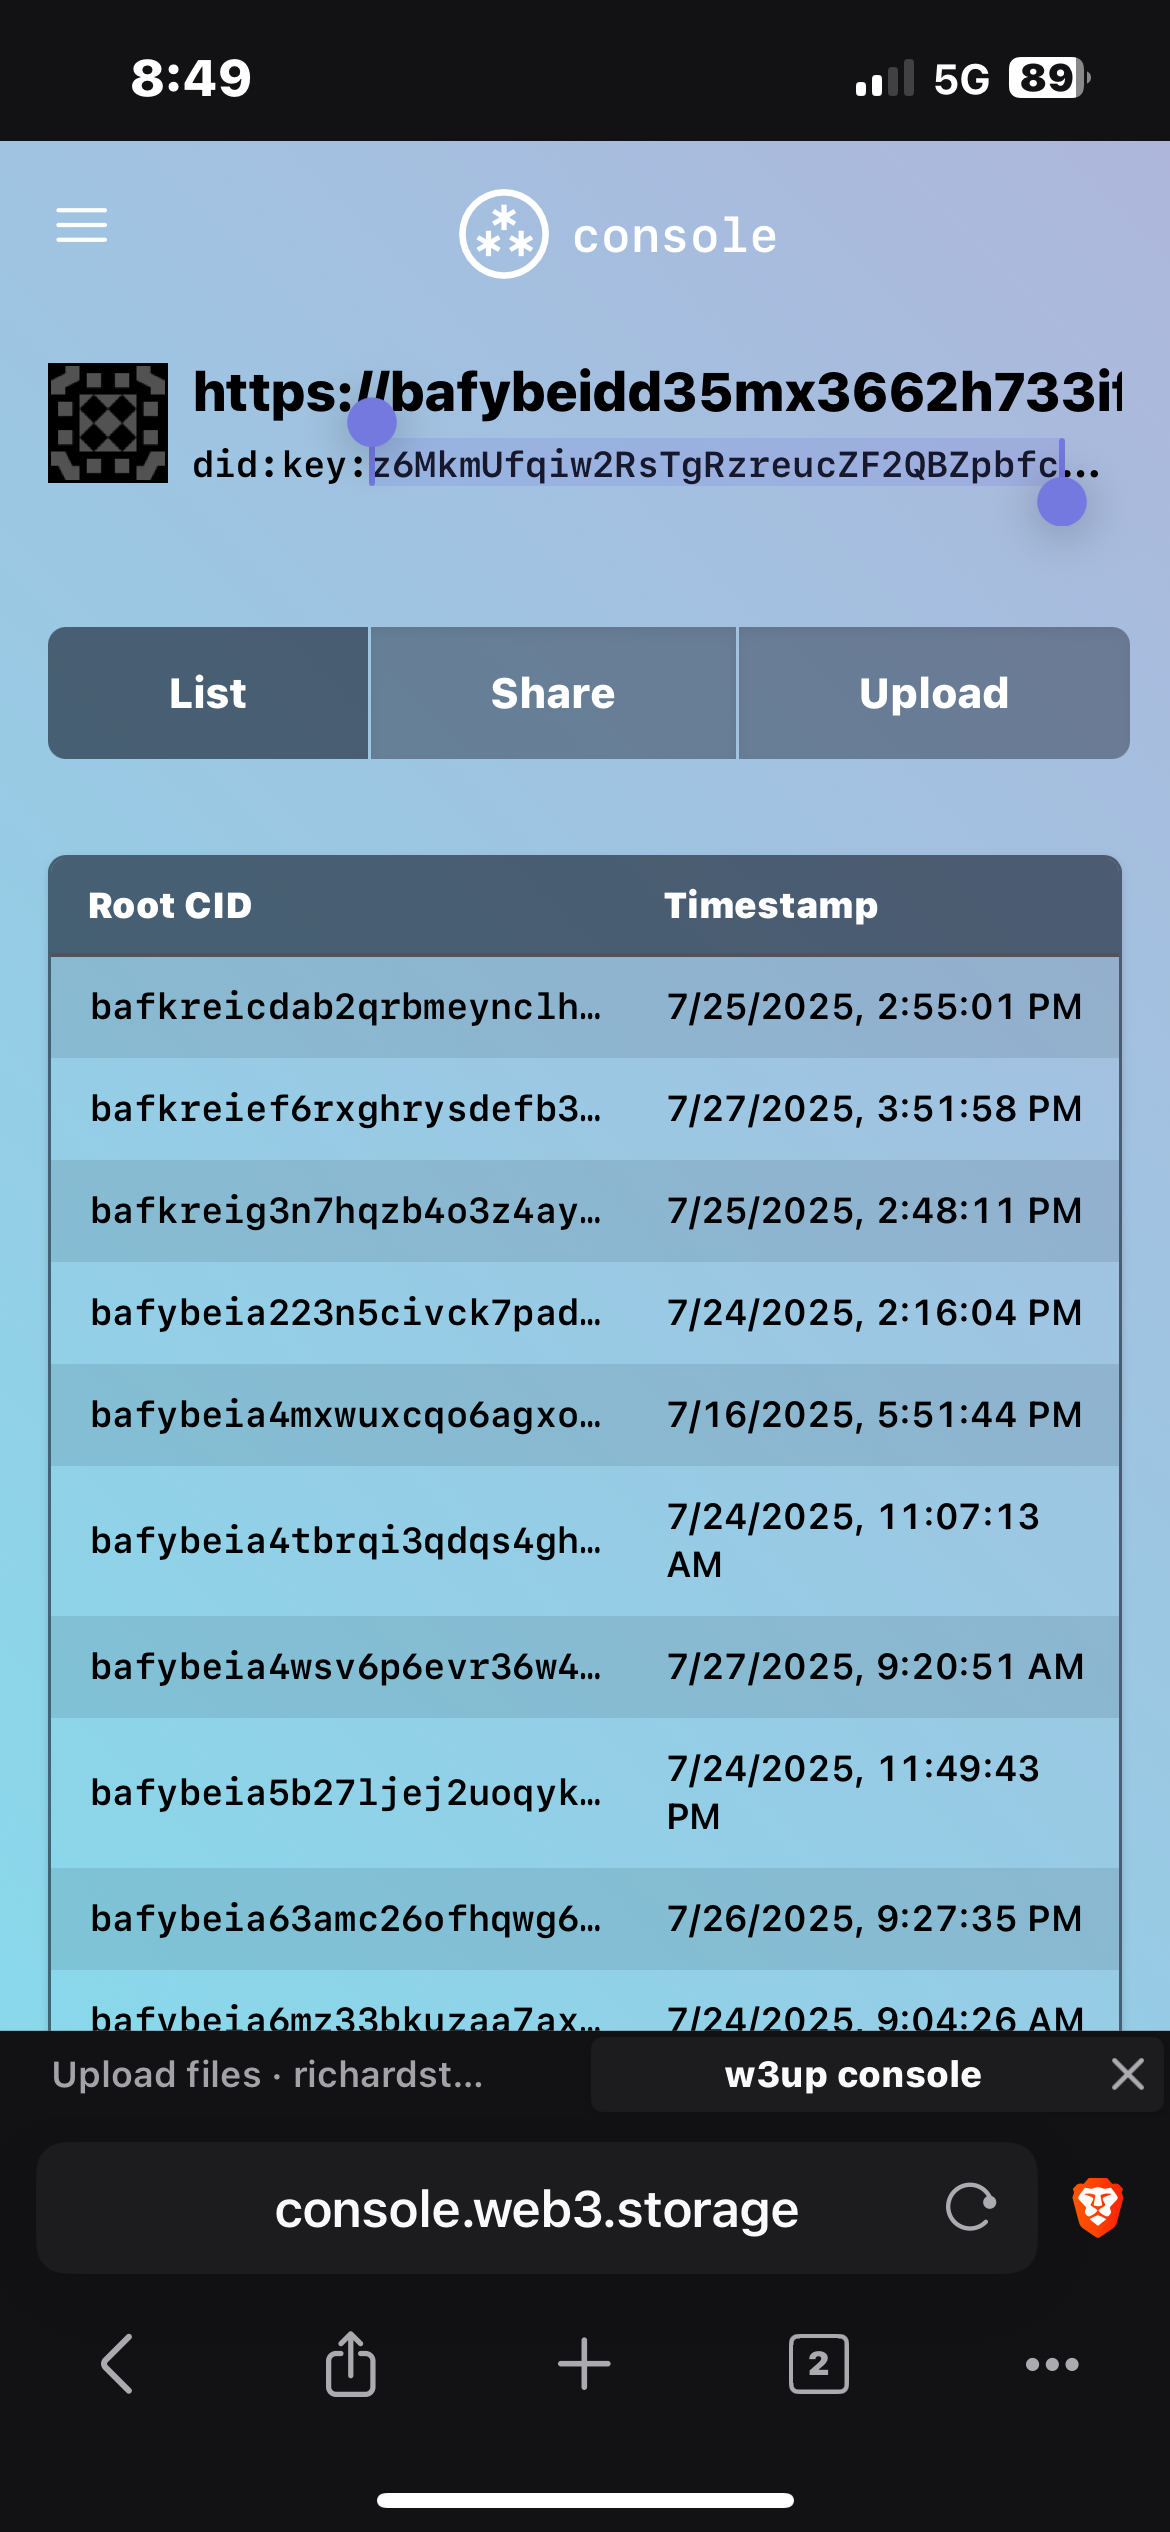 8:49
5G 89
console
https://bafybeidd35mx3662h733if
did:key:z6MkmUfqiw2RsTgRzreucZF2QBZpbfc...
List Share Upload
Root CID Timestamp
bafkreicdab2qrbmeynclh… 7/25/2025, 2:55:01 PM
bafkreief6rxghrysdefb3… 7/27/2025, 3:51:58 PM
bafkreig3n7hqzb4o3z4ay… 7/25/2025, 2:48:11 PM
bafybeia223n5civck7pad… 7/24/2025, 2:16:04 PM
bafybeia4mxwuxcqo6agxo… 7/16/2025, 5:51:44 PM
bafybeia4tbrqi3qdqs4gh… 7/24/2025, 11:07:13 AM
bafybeia4wsv6p6evr36w4… 7/27/2025, 9:20:51 AM
bafybeia5b27ljej2uoqyk… 7/24/2025, 11:49:43 PM
bafybeia63amc26ofhqwg6… 7/26/2025, 9:27:35 PM
bafybeia6mz33bkuzaa7ax… 7/24/2025, 9:04:26 AM
Upload files · richardst... w3up console
console.web3.storage
2